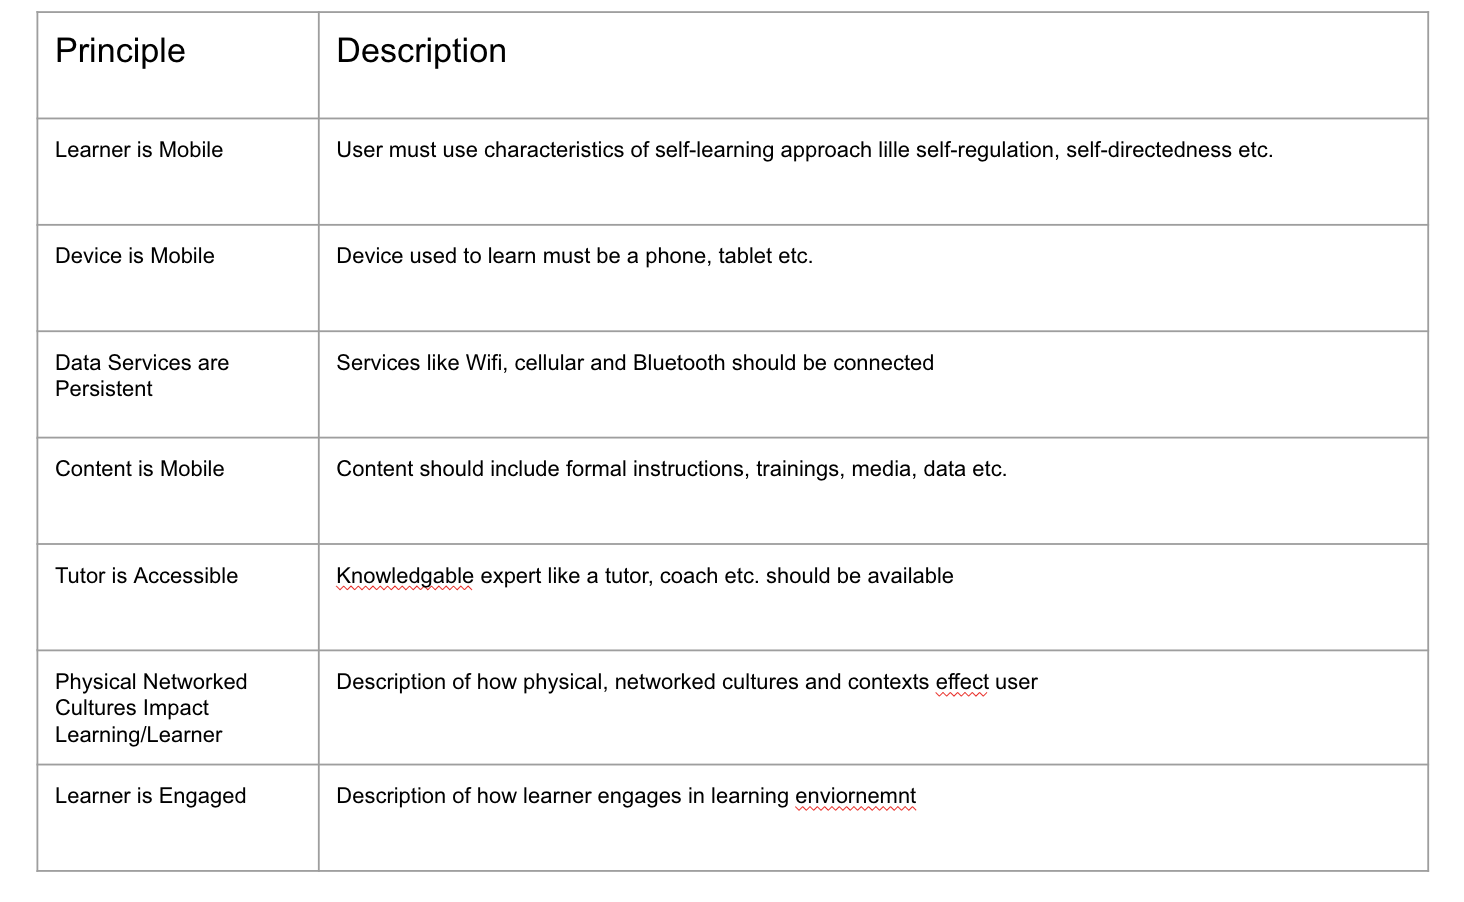 Principle
Description
Learner is Mobile
User must use characteristics of self-learning approach lille self-regulation, self-directedness etc.
Device is Mobile
Device used to learn must be a phone, tablet etc.
Data Services are
Persistent
Services like Wifi, cellular and Bluetooth should be connected
Content is Mobile
Content should include formal instructions, trainings, media, data etc.
Tutor is Accessible
Knowledgable expert like a tutor, coach etc. should be available
Physical Networked
Cultures Impact
Learning/Learner
Description of how physical, networked cultures and contexts effect user
Learner is Engaged
Description of how learner engages in learning enviornemnt